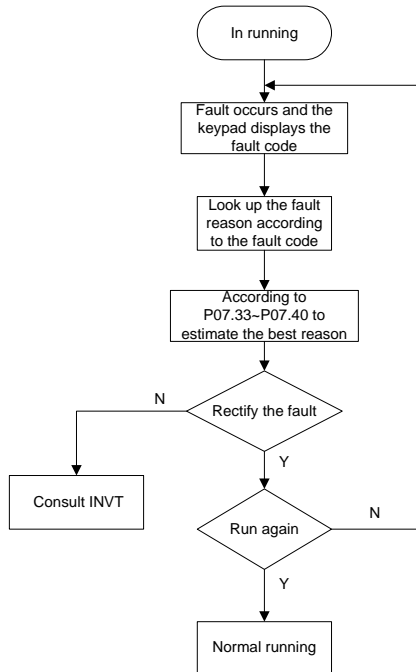 In running
Fault occurs and the
keypad displays the
fault code
Look up the fault
reason according
to the fault code
According to
P07.33~P07.40 to
estimate the best reason
N
Rectify the fault
Y
Consult INVT
Run again
N
Y
Normal running